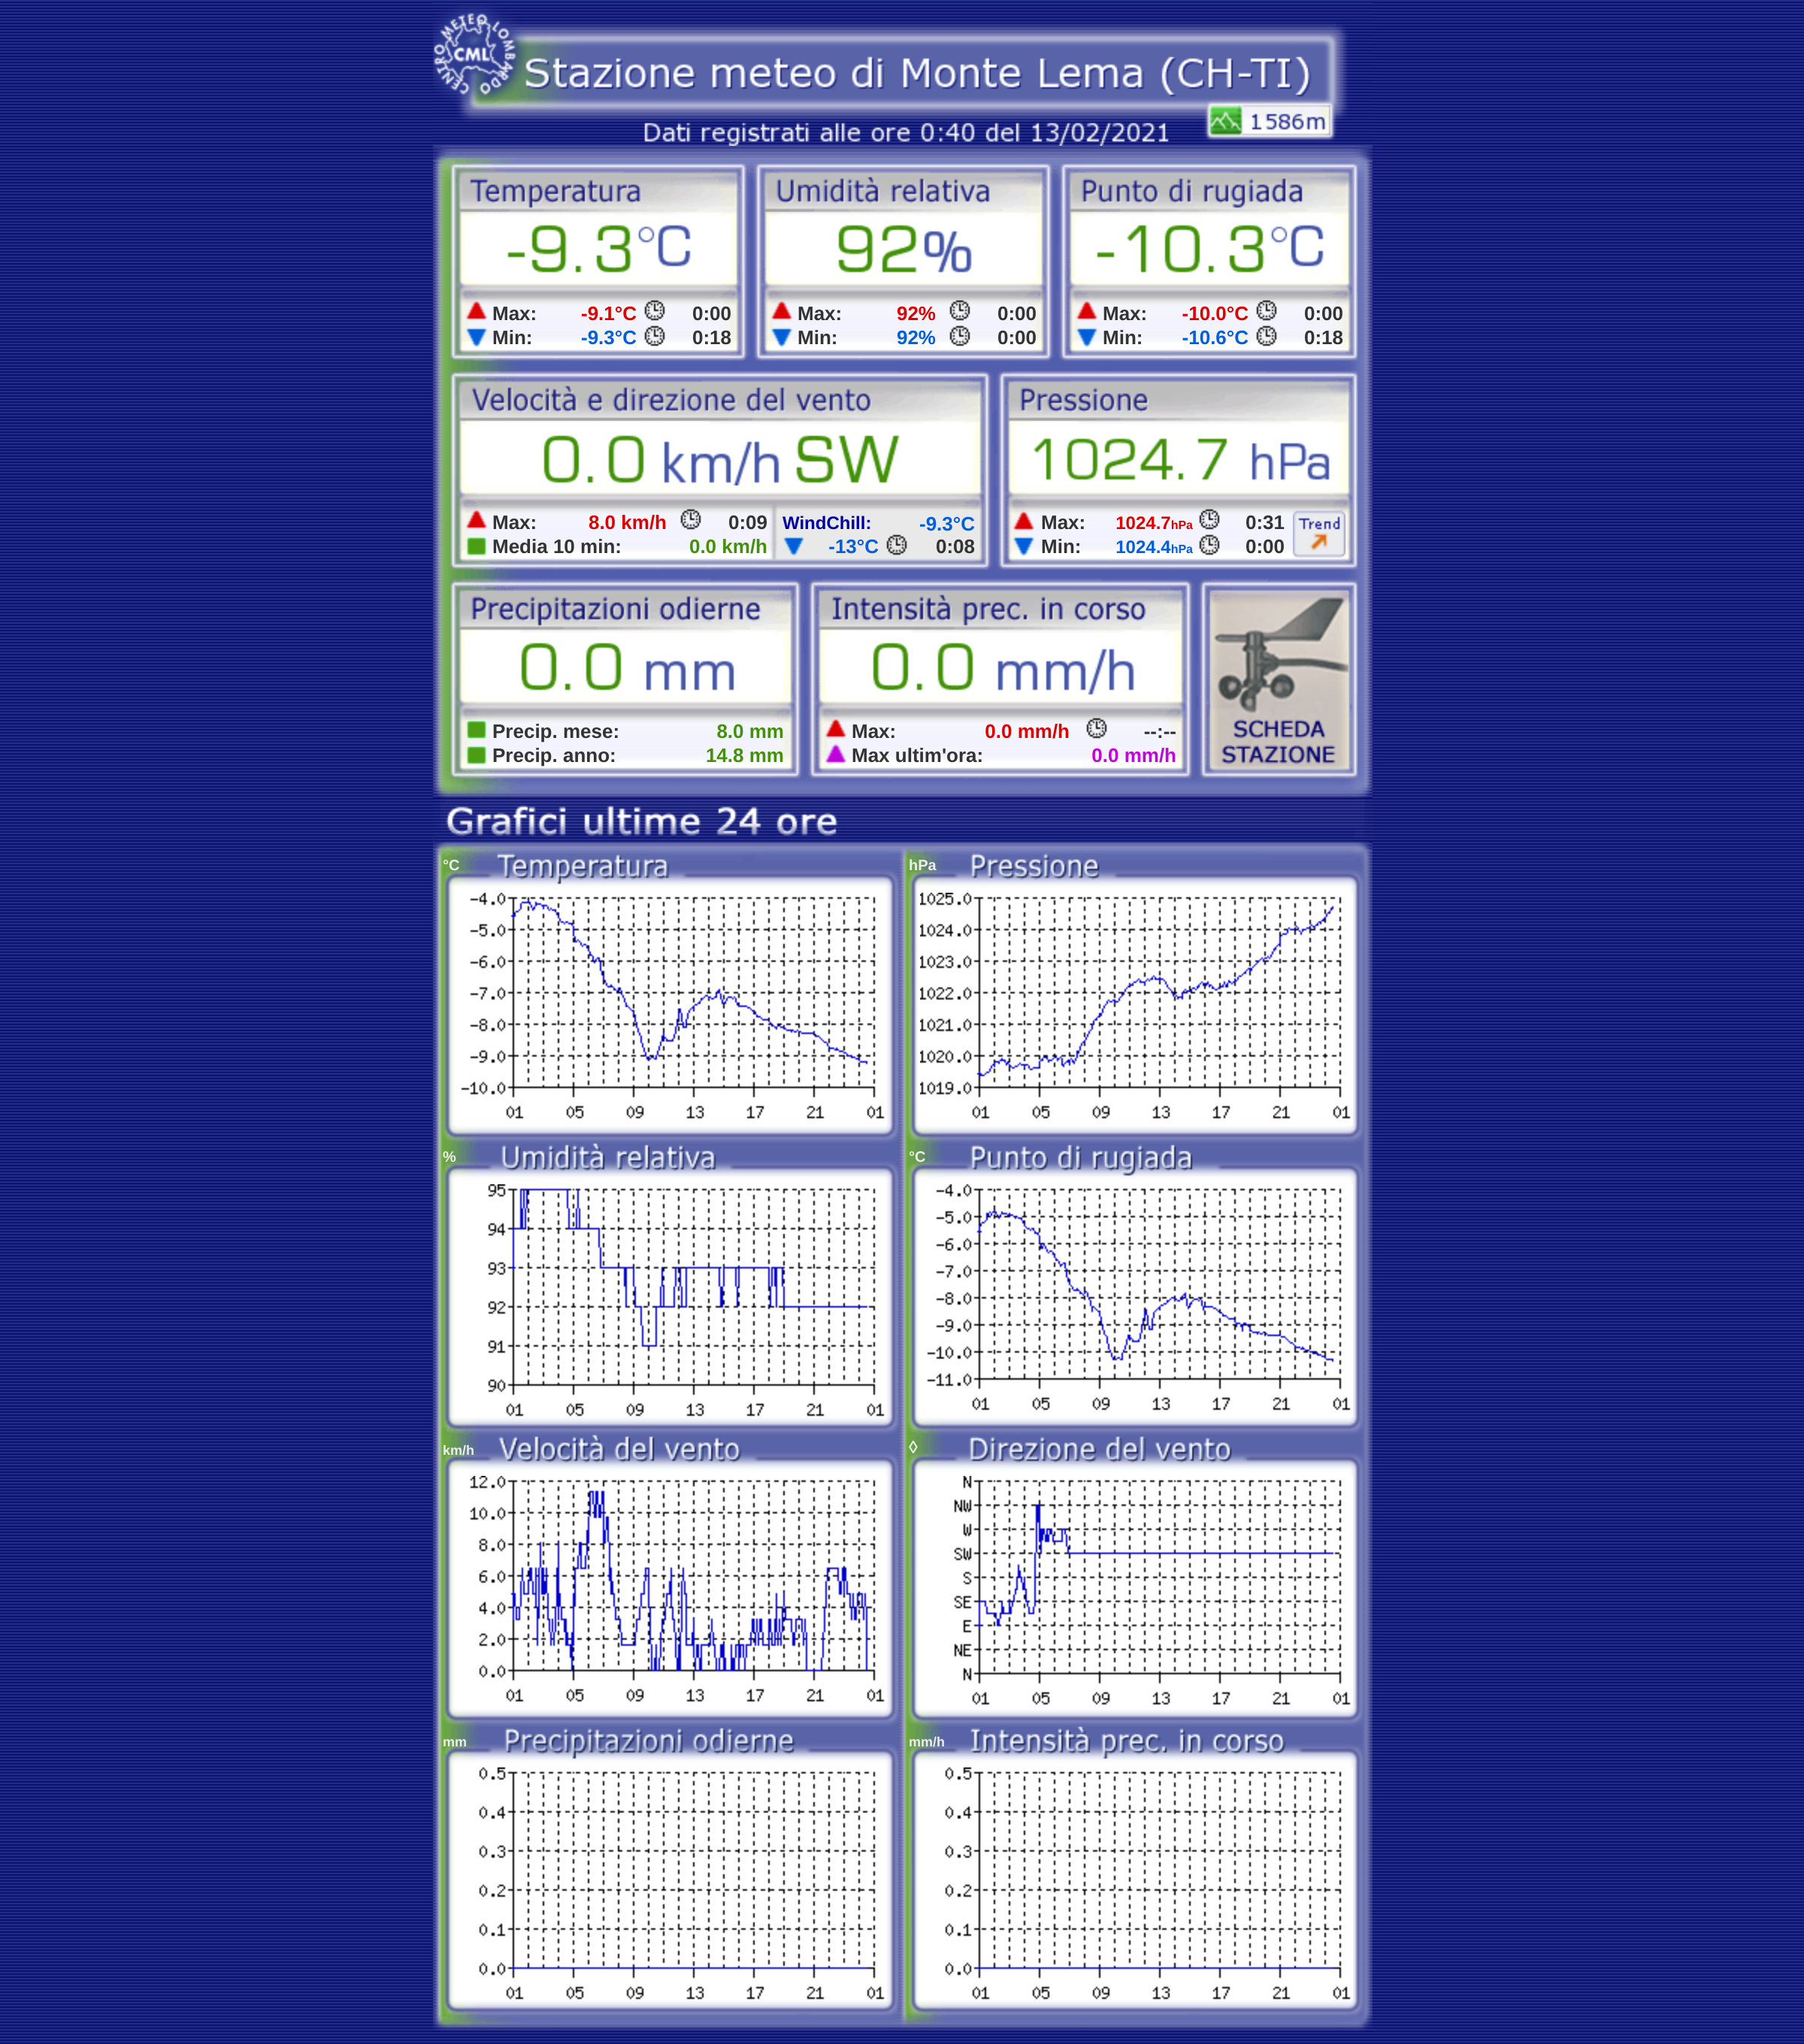 CENTRO METEO LOMBARDO
CML
Stazione meteo di Monte Lema (CH-TI)
1586m
Dati registrati alle ore 0:40 del 13/02/2021
Temperatura
-9.3°C
Max: -9.1°C 0:00
Min: -9.3°C 0:18
Umidità relativa
92%
Max: 92% 0:00
Min: 92% 0:00
Punto di rugiada
-10.3°C
Max: -10.0°C 0:00
Min: -10.6°C 0:18
Velocità e direzione del vento
0.0 km/h SW
Max: 8.0 km/h 0:09
Media 10 min: 0.0 km/h
WindChill: -9.3°C
-13°C 0:08
Pressione
1024.7 hPa
Max: 1024.7hPa 0:31
Min: 1024.4hPa 0:00
Trend
Precipitazioni odierne
0.0 mm
Precip. mese: 8.0 mm
Precip. anno: 14.8 mm
Intensità prec. in corso
0.0 mm/h
Max: 0.0 mm/h --:--
Max ultim'ora: 0.0 mm/h
SCHEDA
STAZIONE
Grafici ultime 24 ore
°C Temperatura
-4.0
-5.0
-6.0
-7.0
-8.0
-9.0
-10.0
01 05 09 13 17 21 01
hPa Pressione
1025.0
1024.0
1023.0
1022.0
1021.0
1020.0
1019.0
01 05 09 13 17 21 01
% Umidità relativa
95
94
93
92
91
90
01 05 09 13 17 21 01
°C Punto di rugiada
-4.0
-5.0
-6.0
-7.0
-8.0
-9.0
-10.0
-11.0
01 05 09 13 17 21 01
km/h Velocità del vento
12.0
10.0
8.0
6.0
4.0
2.0
0.0
01 05 09 13 17 21 01
◊ Direzione del vento
N
NW
W
SW
S
SE
E
NE
N
01 05 09 13 17 21 01
mm Precipitazioni odierne
0.5
0.4
0.3
0.2
0.1
0.0
01 05 09 13 17 21 01
mm/h Intensità prec. in corso
0.5
0.4
0.3
0.2
0.1
0.0
01 05 09 13 17 21 01